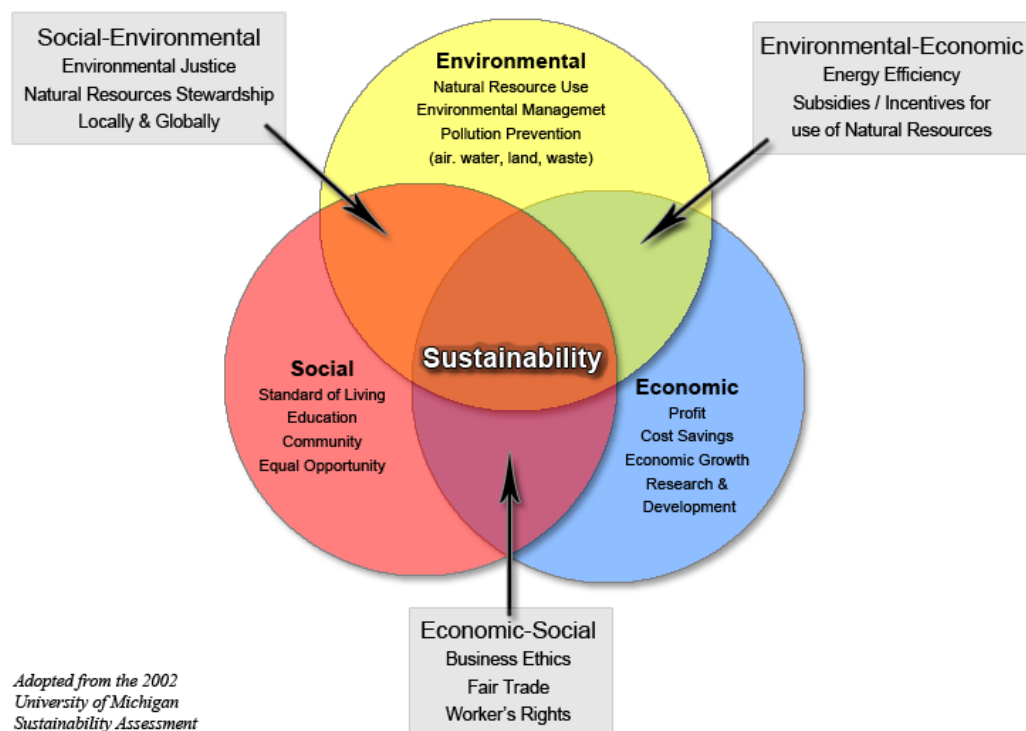 Social-Environmental
Environmental Justice
Natural Resources Stewardship
Locally & Globally
Environmental
Natural Resource Use
Environmental Managemet
Pollution Prevention
(air. water, land, waste)
Environmental-Economic
Energy Efficiency
Subsidies / Incentives for
use of Natural Resources
Sustainability
Social
Standard of Living
Education
Community
Equal Opportunity
Economic
Profit
Cost Savings
Economic Growth
Research &
Development
Economic-Social
Business Ethics
Fair Trade
Worker's Rights
Adopted from the 2002
University of Michigan
Sustainability Assessment